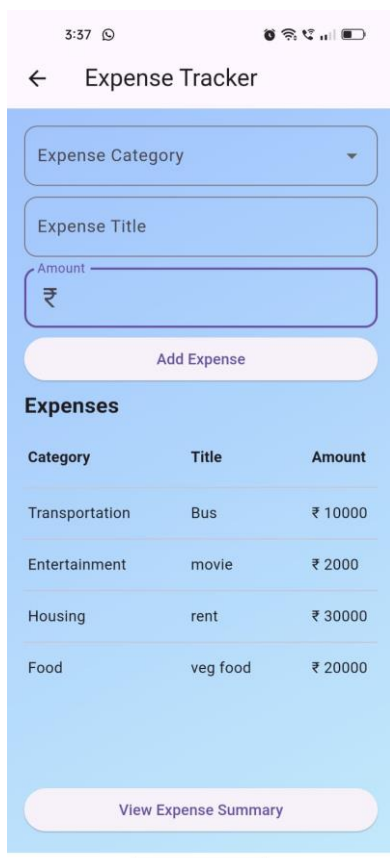 3:37
Expense Tracker
Expense Category
Expense Title
Amount
₹
Add Expense
Expenses
Category Title Amount
Transportation Bus ₹ 10000
Entertainment movie ₹ 2000
Housing rent ₹ 30000
Food veg food ₹ 20000
View Expense Summary